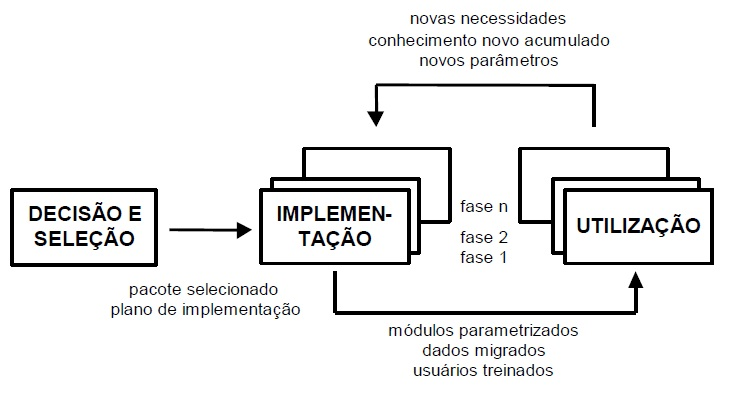 novas necessidades
conhecimento novo acumulado
novos parâmetros
DECISÃO E
SELEÇÃO
IMPLEMEN-
TAÇÃO
fase n
fase 2
fase 1
UTILIZAÇÃO
pacote selecionado
plano de implementação
módulos parametrizados
dados migrados
usuários treinados